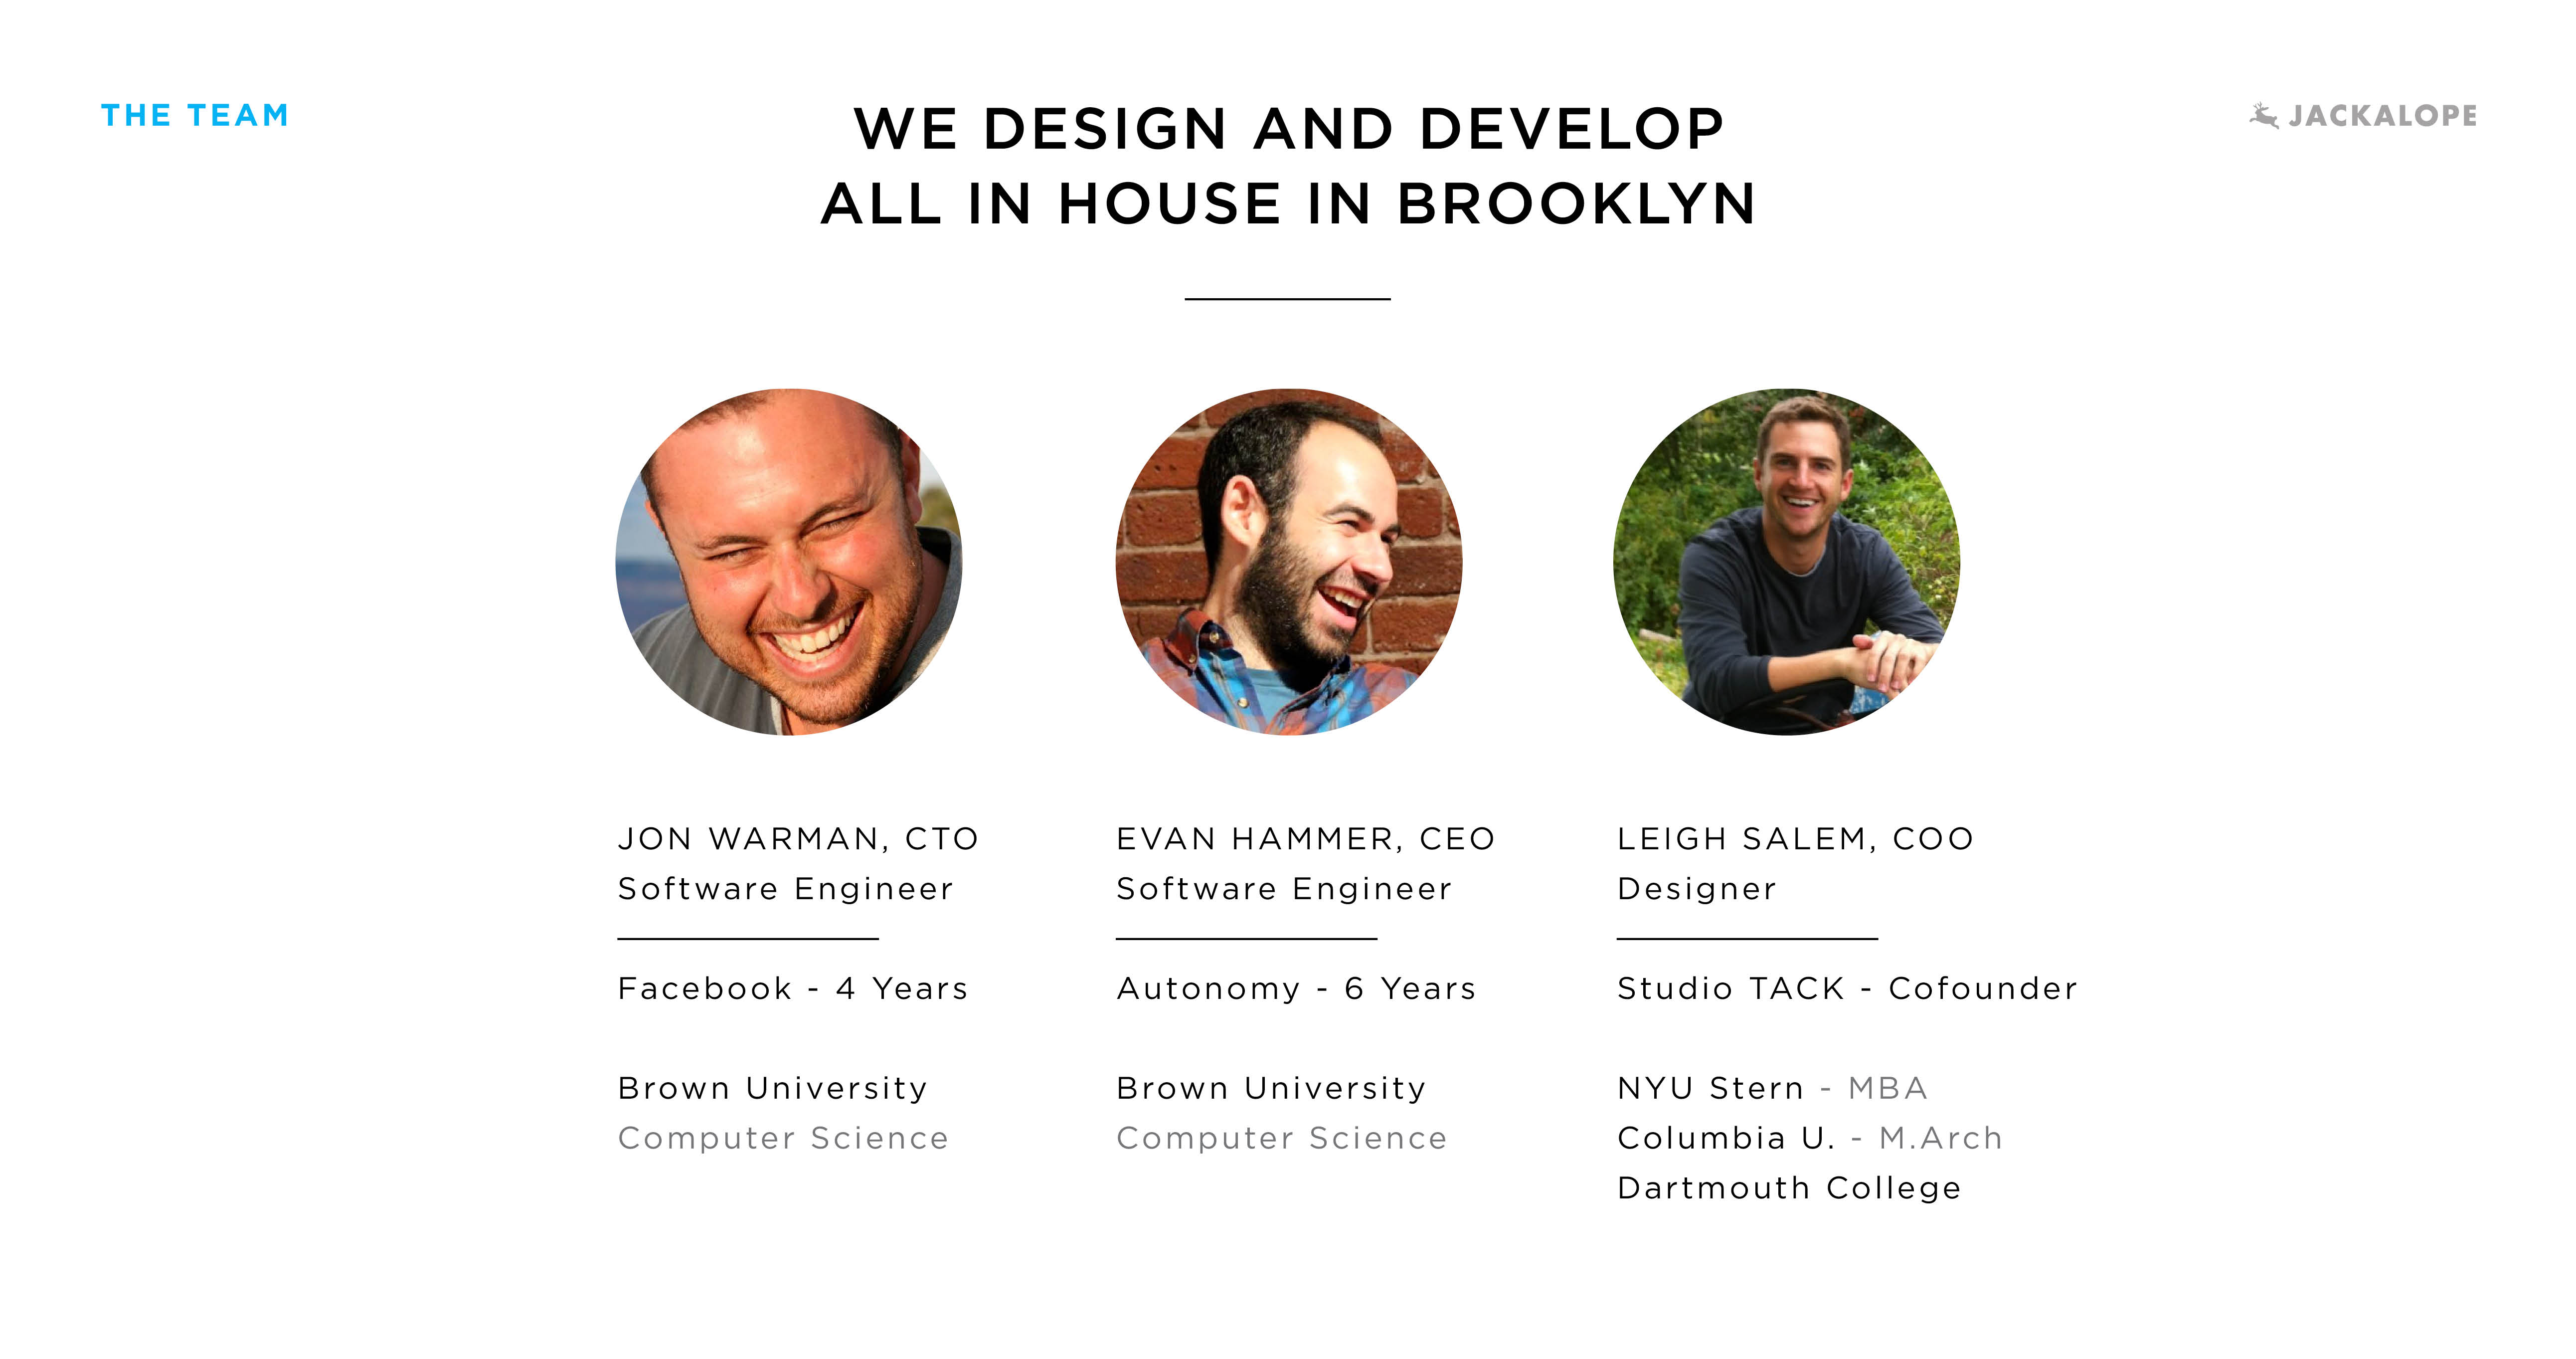 THE TEAM
WE DESIGN AND DEVELOP
ALL IN HOUSE IN BROOKLYN
JACKALOPE
JON WARMAN, CTO
Software Engineer
Facebook - 4 Years
Brown University
Computer Science
EVAN HAMMER, CEO
Software Engineer
Autonomy - 6 Years
Brown University
Computer Science
LEIGH SALEM, COO
Designer
Studio TACK - Cofounder
NYU Stern - MBA
Columbia U. - M.Arch
Dartmouth College